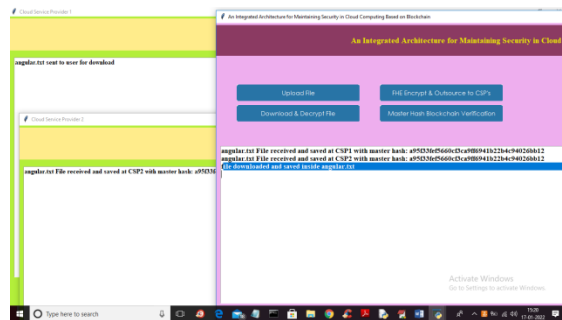 Cloud Service Provider 1
An Integrated Architecture for Maintaining Security in Cloud Computing Based on Blockchain
An Integrated Architecture for Maintaining Security in Cloud
angular.txt sent to user for download
Upload File
FHE Encrypt & Outsource to CSP's
Download & Decrypt File
Master Hash Blockchain Verification
Cloud Service Provider 2
angular.txt File received and saved at CSP1 with master hash:
angular.txt File received and saved at CSP2 with master hash:
file downloaded and saved inside angular.txt
angular.txt File received and saved at CSP2 with master hash:
Activate Windows
Go to Settings to activate Windows.
Type here to search
15:20
17-01-2022